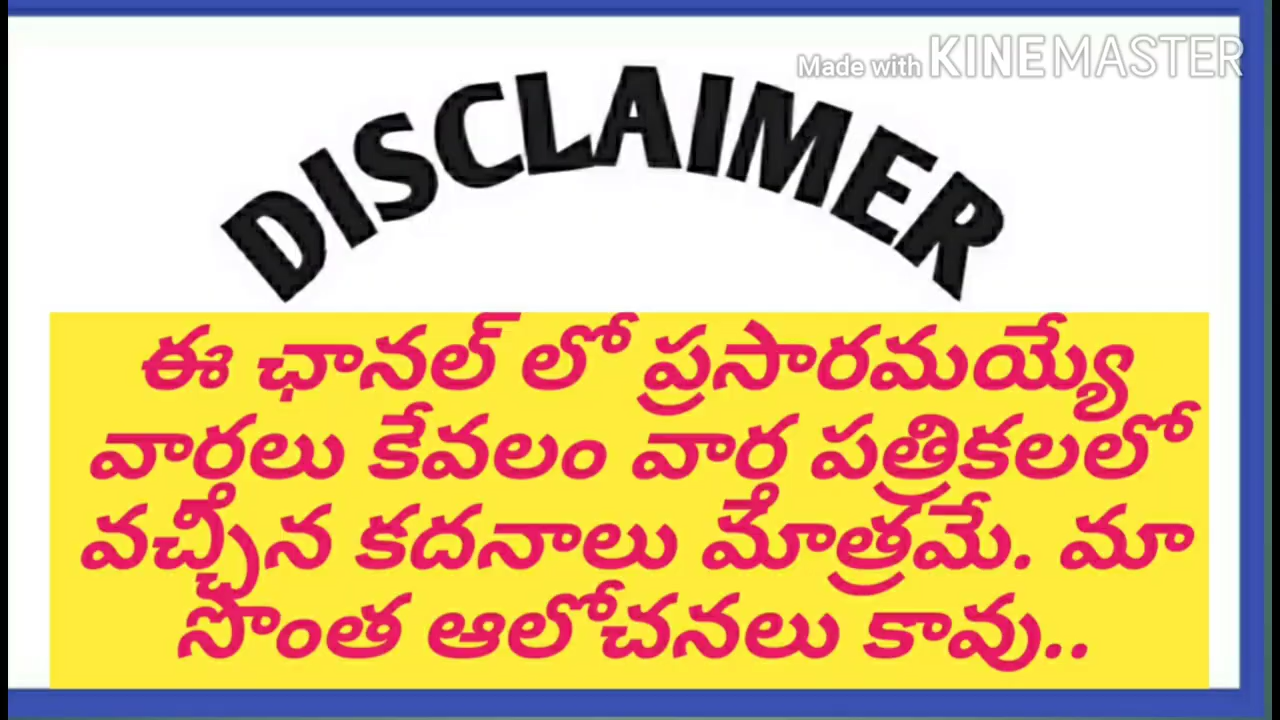 Made with KINEMASTER
DISCLAIMER
ఈ ఛానల్ లో ప్రసారమయ్యే
వార్తలు కేవలం వార్త పత్రికలలో
వచ్చిన కదనాలు మాత్రమే. మా
సొంత ఆలోచనలు కావు..